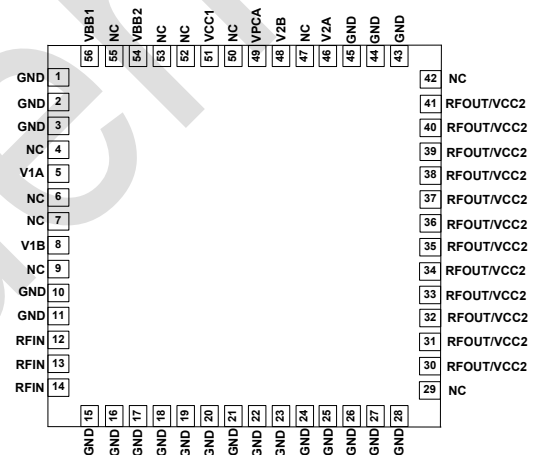 VBB1 NC VBB2 NC NC VCC1 NC VPCA V2B NC V2A GND GND GND
56 55 54 53 52 51 50 49 48 47 46 45 44 43
GND 1
GND 2
GND 3
NC 4
V1A 5
NC 6
NC 7
V1B 8
NC 9
GND 10
GND 11
RFIN 12
RFIN 13
RFIN 14
42 NC
41 RFOUT/VCC2
40 RFOUT/VCC2
39 RFOUT/VCC2
38 RFOUT/VCC2
37 RFOUT/VCC2
36 RFOUT/VCC2
35 RFOUT/VCC2
34 RFOUT/VCC2
33 RFOUT/VCC2
32 RFOUT/VCC2
31 RFOUT/VCC2
30 RFOUT/VCC2
29 NC
15 16 17 18 19 20 21 22 23 24 25 26 27 28
GND GND GND GND GND GND GND GND GND GND GND GND GND GND